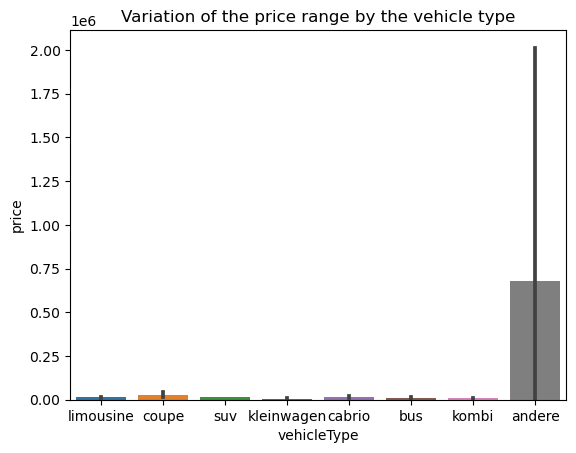 Variation of the price range by the vehicle type
1e6
2.00
1.75
1.50
1.25
1.00
0.75
0.50
0.25
0.00
price
limousine coupe suv kleinwagen cabrio bus kombi andere
vehicleType